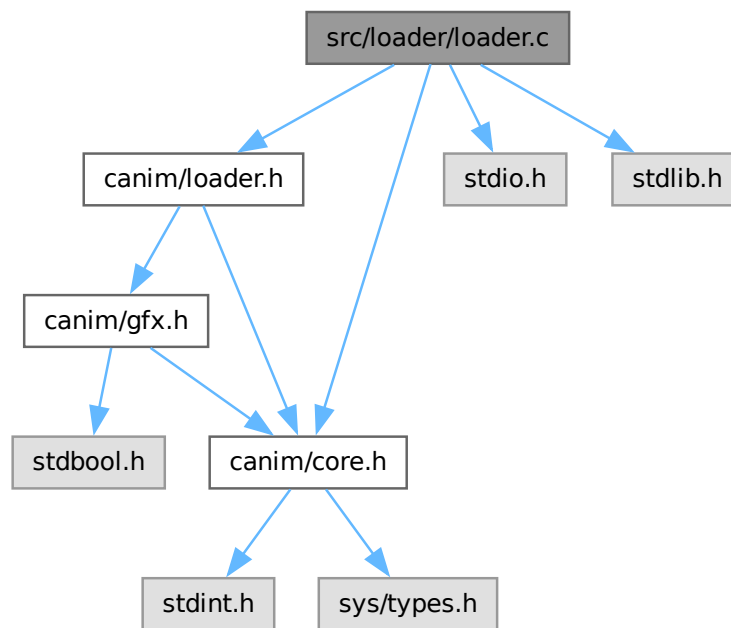 src/loader/loader.c
canim/loader.h
stdio.h
stdlib.h
canim/gfx.h
stdbool.h
canim/core.h
stdint.h
sys/types.h